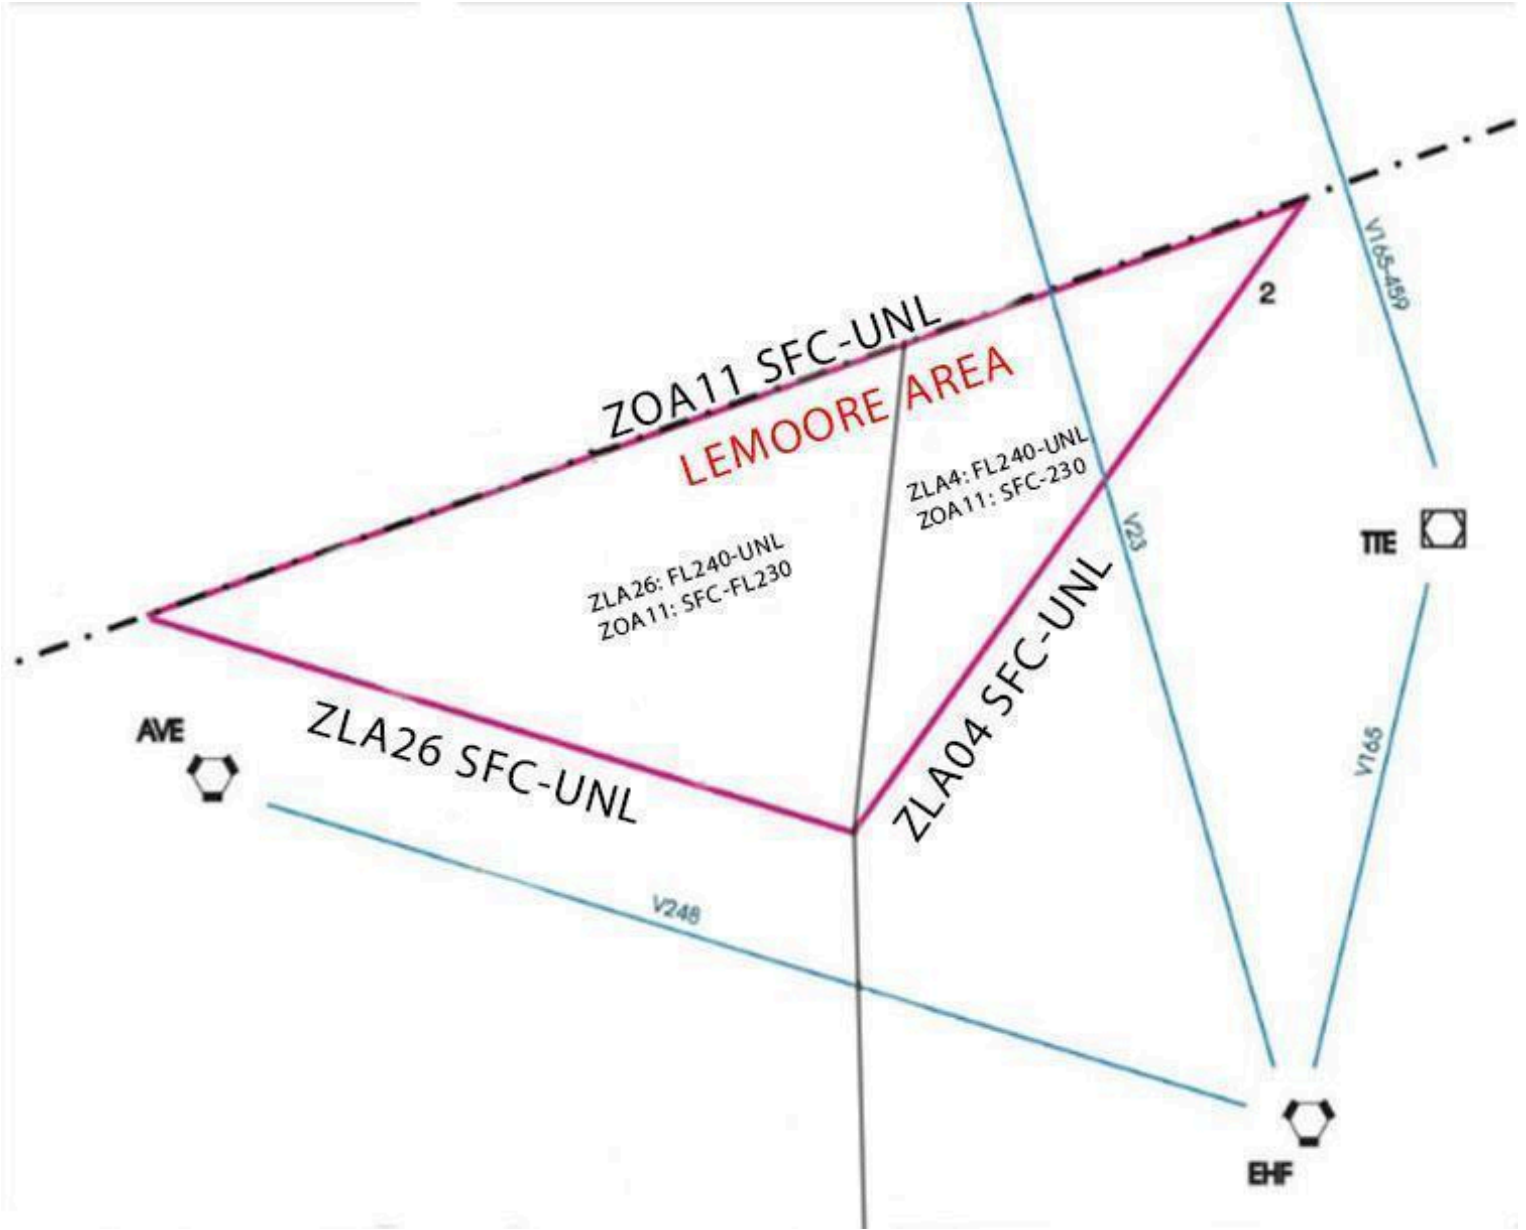 V165-459
2
ZOA11 SFC-UNL
LEMOORE AREA
ZLA4: FL240-UNL
ZOA11: SFC-230
V23
TTE
ZLA26: FL240-UNL
ZOA11: SFC-FL230
AVE
ZLA26 SFC-UNL
ZLA04 SFC-UNL
V165
V248
EHF